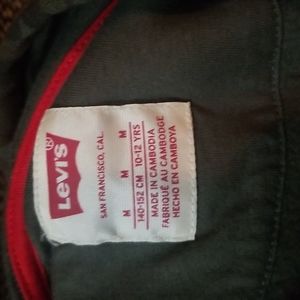 Levi's®
SAN FRANCISCO, CAL.
M M M
140-152 CM 10-12 YRS
MADE IN CAMBODIA
FABRIQUÉ AU CAMBODGE
HECHO EN CAMBOYA